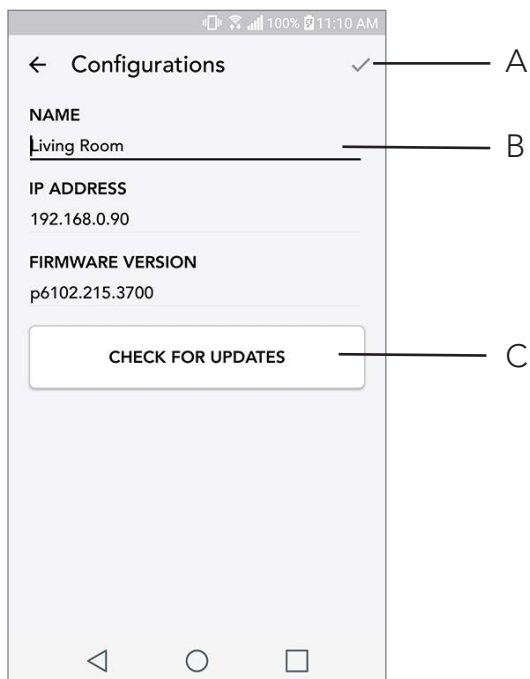 100% 11:10 AM
Configurations
A
NAME
Living Room
B
IP ADDRESS
192.168.0.90
FIRMWARE VERSION
p6102.215.3700
CHECK FOR UPDATES
C